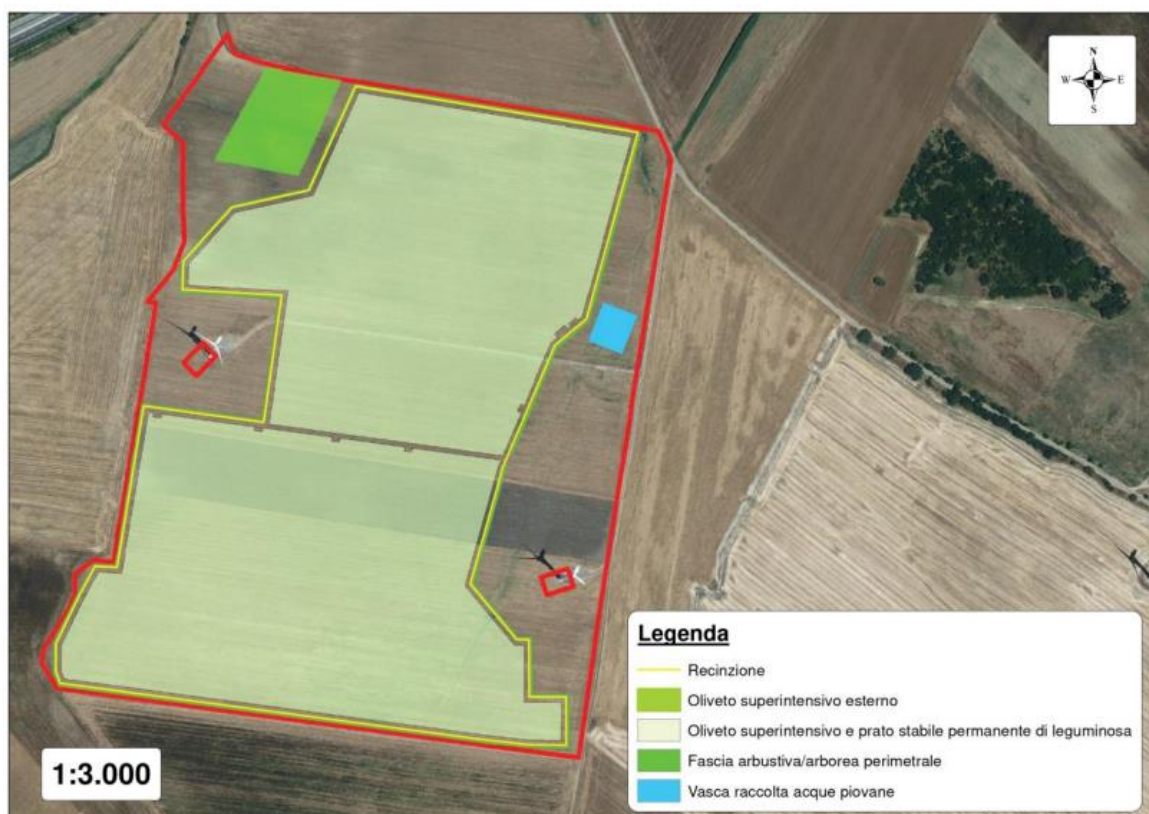 N
W E
S
Legenda
Recinzione
Oliveto superintensivo esterno
Oliveto superintensivo e prato stabile permanente di leguminosa
Fascia arbustiva/arborea perimetrale
Vasca raccolta acque piovane
1:3.000